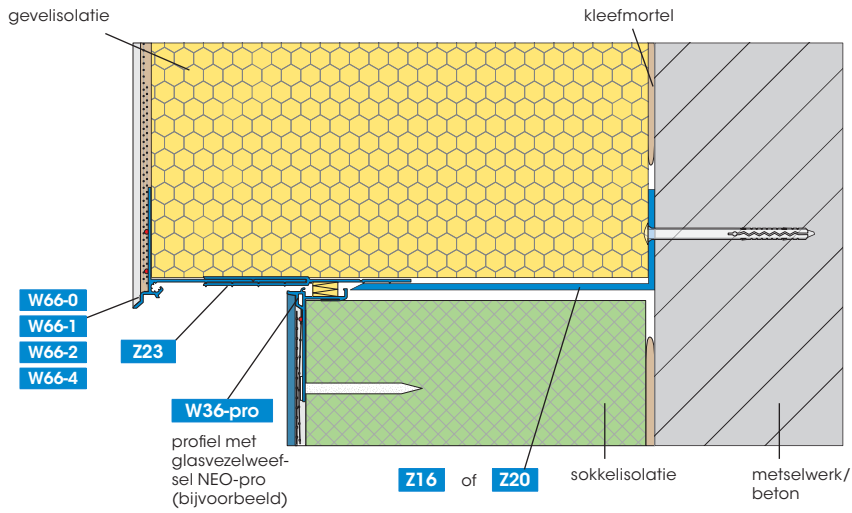 gevelisolatie
kleefmortel
W66-0
W66-1
W66-2
W66-4
Z23
W36-pro
profiel met
glasvezelweef-
sel NEO-pro
(bijvoorbeeld)
Z16 of Z20
sokkelisolatie
metselwerk/
beton